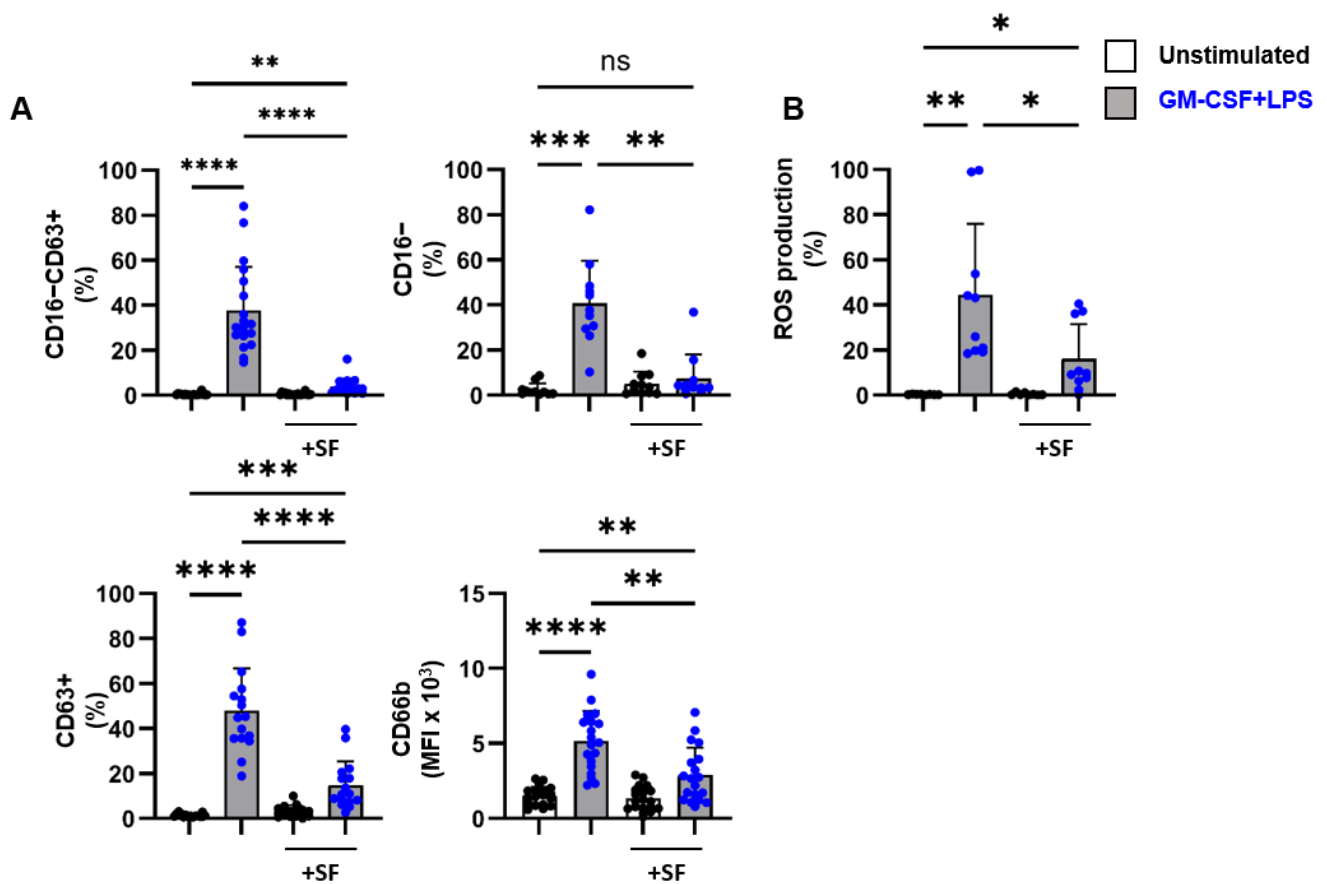 A
**
****
****
CD16−CD63+
(%)
100
80
60
40
20
0
+SF
ns
***
**
CD16−
(%)
100
80
60
40
20
0
+SF
B
*
**
*
ROS production
(%)
100
80
60
40
20
0
+SF
Unstimulated
GM-CSF+LPS
***
****
****
CD63+
(%)
100
80
60
40
20
0
+SF
**
**
****
CD66b
(MFI x 10³)
15
10
5
0
+SF